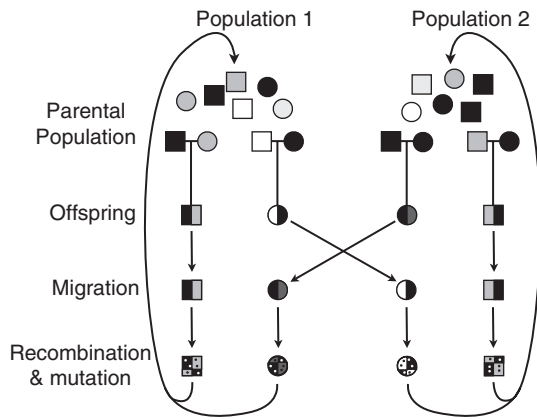 Population 1
Population 2
Parental
Population
Offspring
Migration
Recombination
& mutation